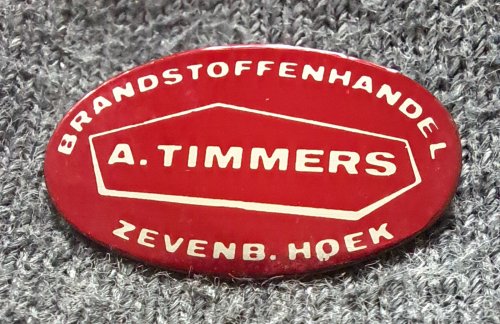 BRANDSTOFFENHANDEL
A. TIMMERS
ZEVENB. HOEK